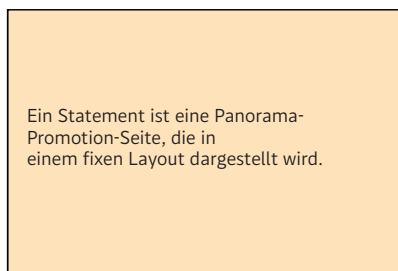 Ein Statement ist eine Panorama-
Promotion-Seite, die in
einem fixen Layout dargestellt wird.